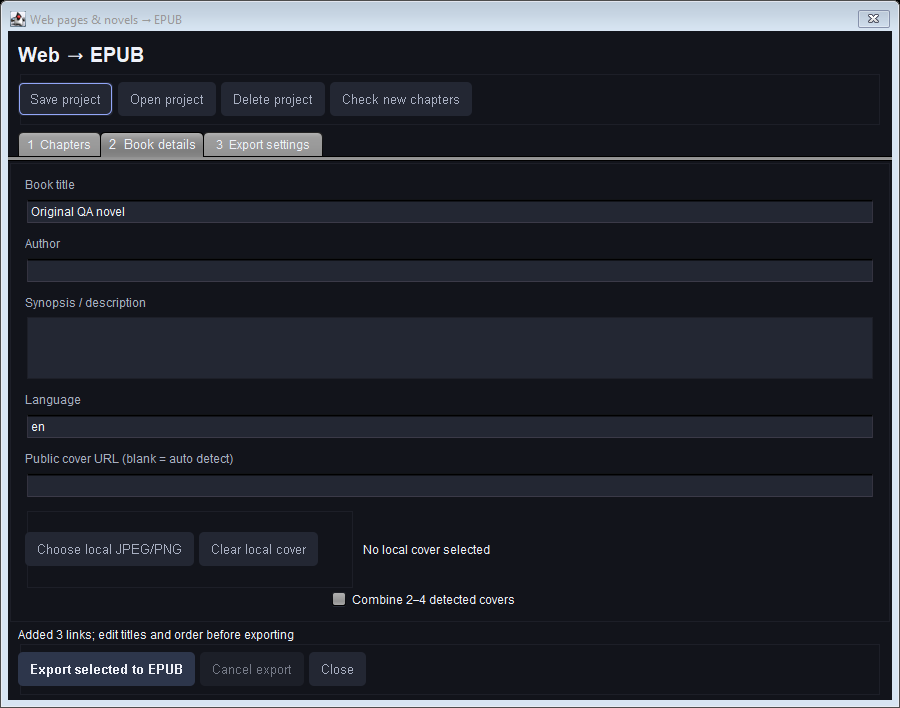 Web pages & novels → EPUB
Web → EPUB
Save project Open project Delete project Check new chapters
1 Chapters 2 Book details 3 Export settings
Book title
Original QA novel
Author
Synopsis / description
Language
en
Public cover URL (blank = auto detect)
Choose local JPEG/PNG Clear local cover No local cover selected
Combine 2–4 detected covers
Added 3 links; edit titles and order before exporting
Export selected to EPUB Cancel export Close